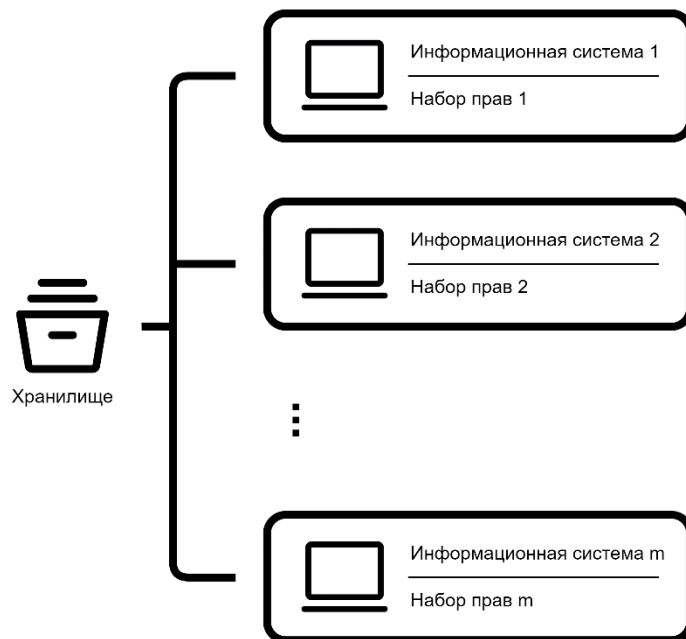 Информационная система 1
Набор прав 1
Информационная система 2
Набор прав 2
Хранилище
Информационная система m
Набор прав m